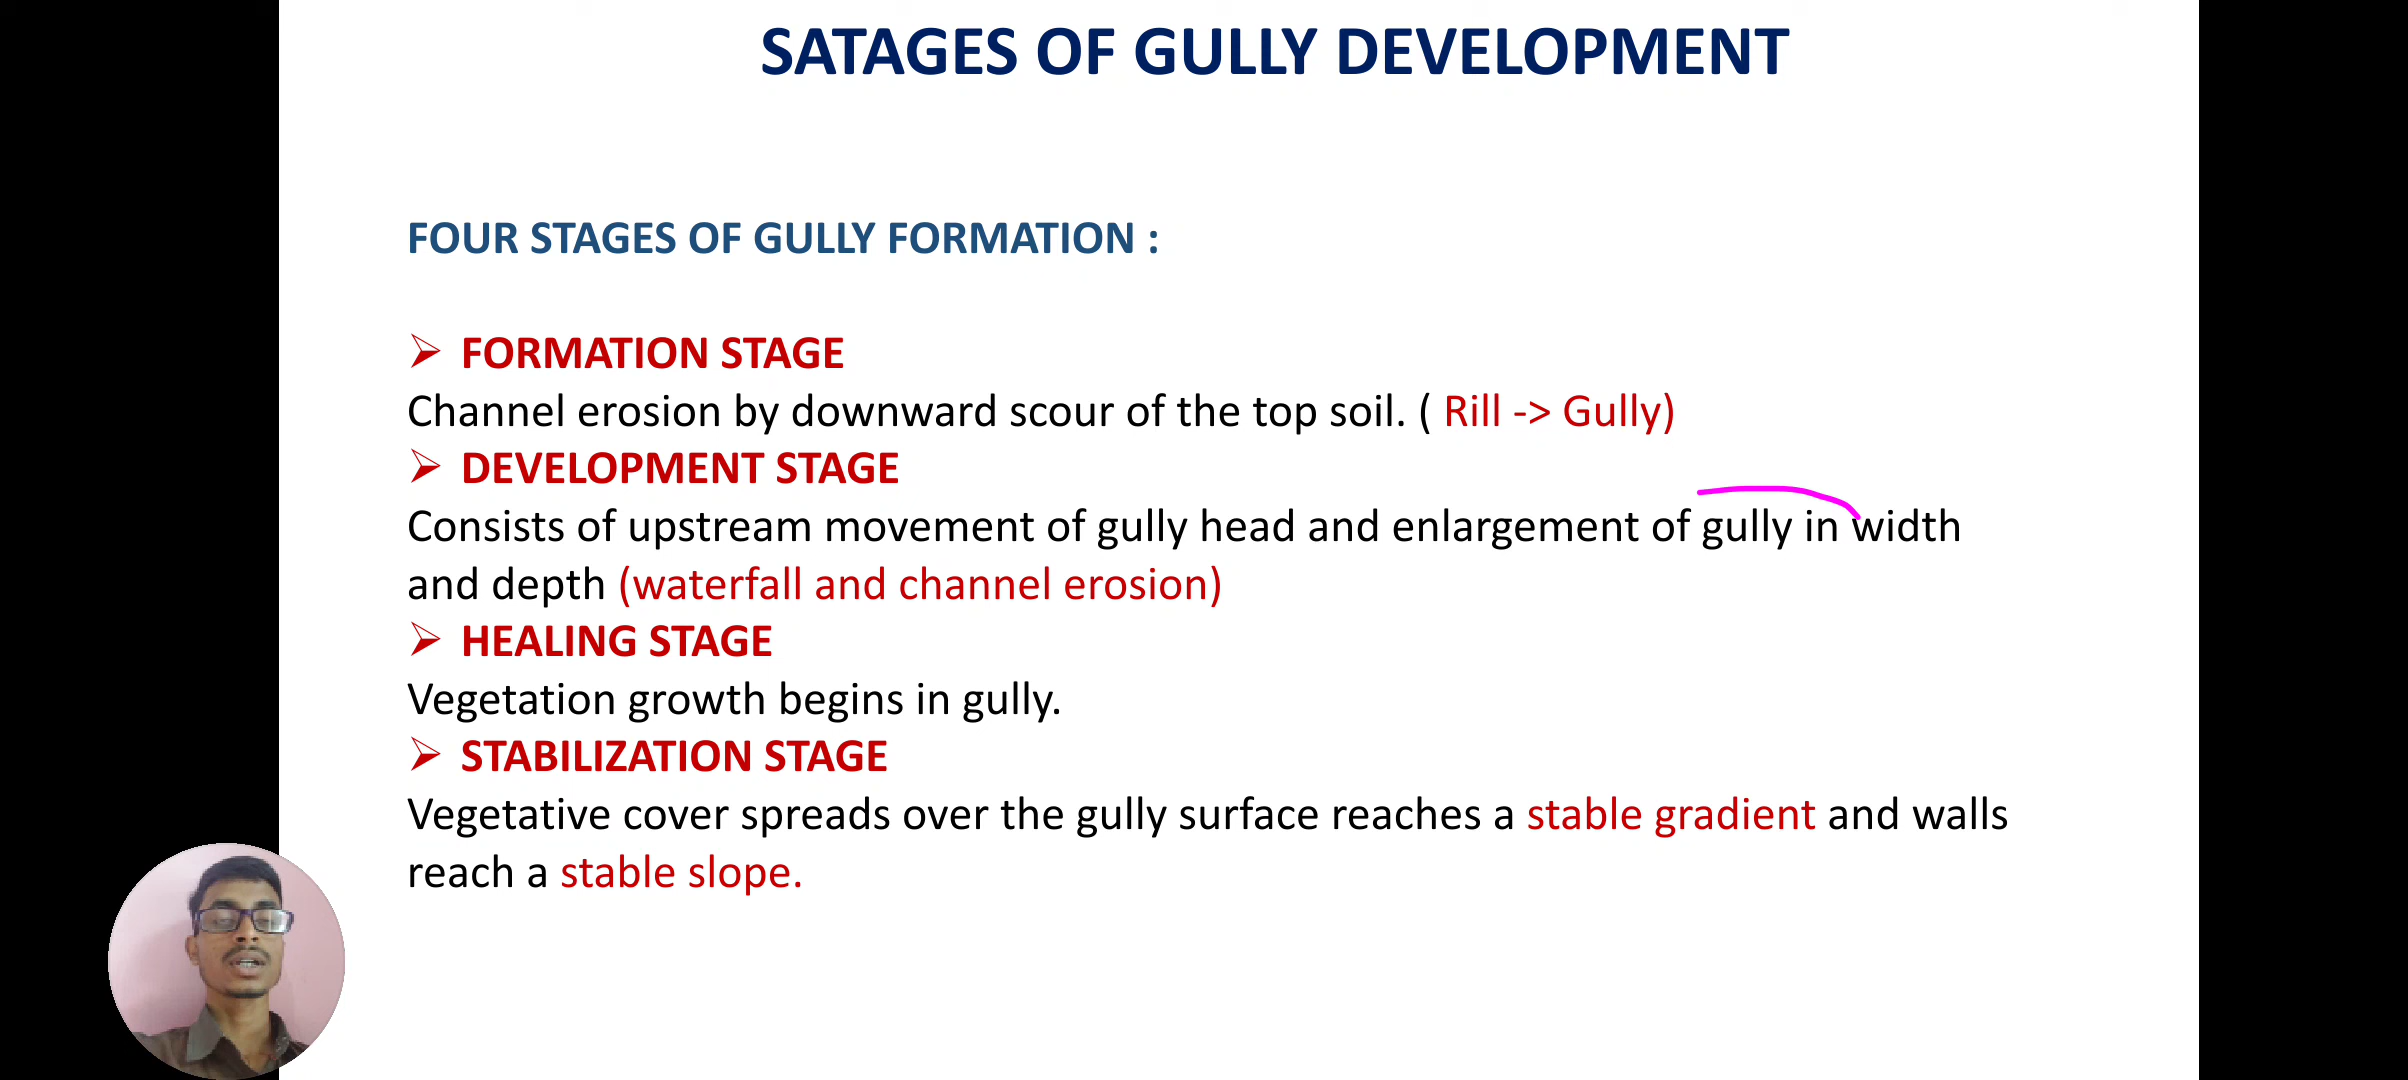 SATAGES OF GULLY DEVELOPMENT
FOUR STAGES OF GULLY FORMATION :
➢ FORMATION STAGE
Channel erosion by downward scour of the top soil. ( Rill -> Gully)
➢ DEVELOPMENT STAGE
Consists of upstream movement of gully head and enlargement of gully in width
and depth (waterfall and channel erosion)
➢ HEALING STAGE
Vegetation growth begins in gully.
➢ STABILIZATION STAGE
Vegetative cover spreads over the gully surface reaches a stable gradient and walls
reach a stable slope.